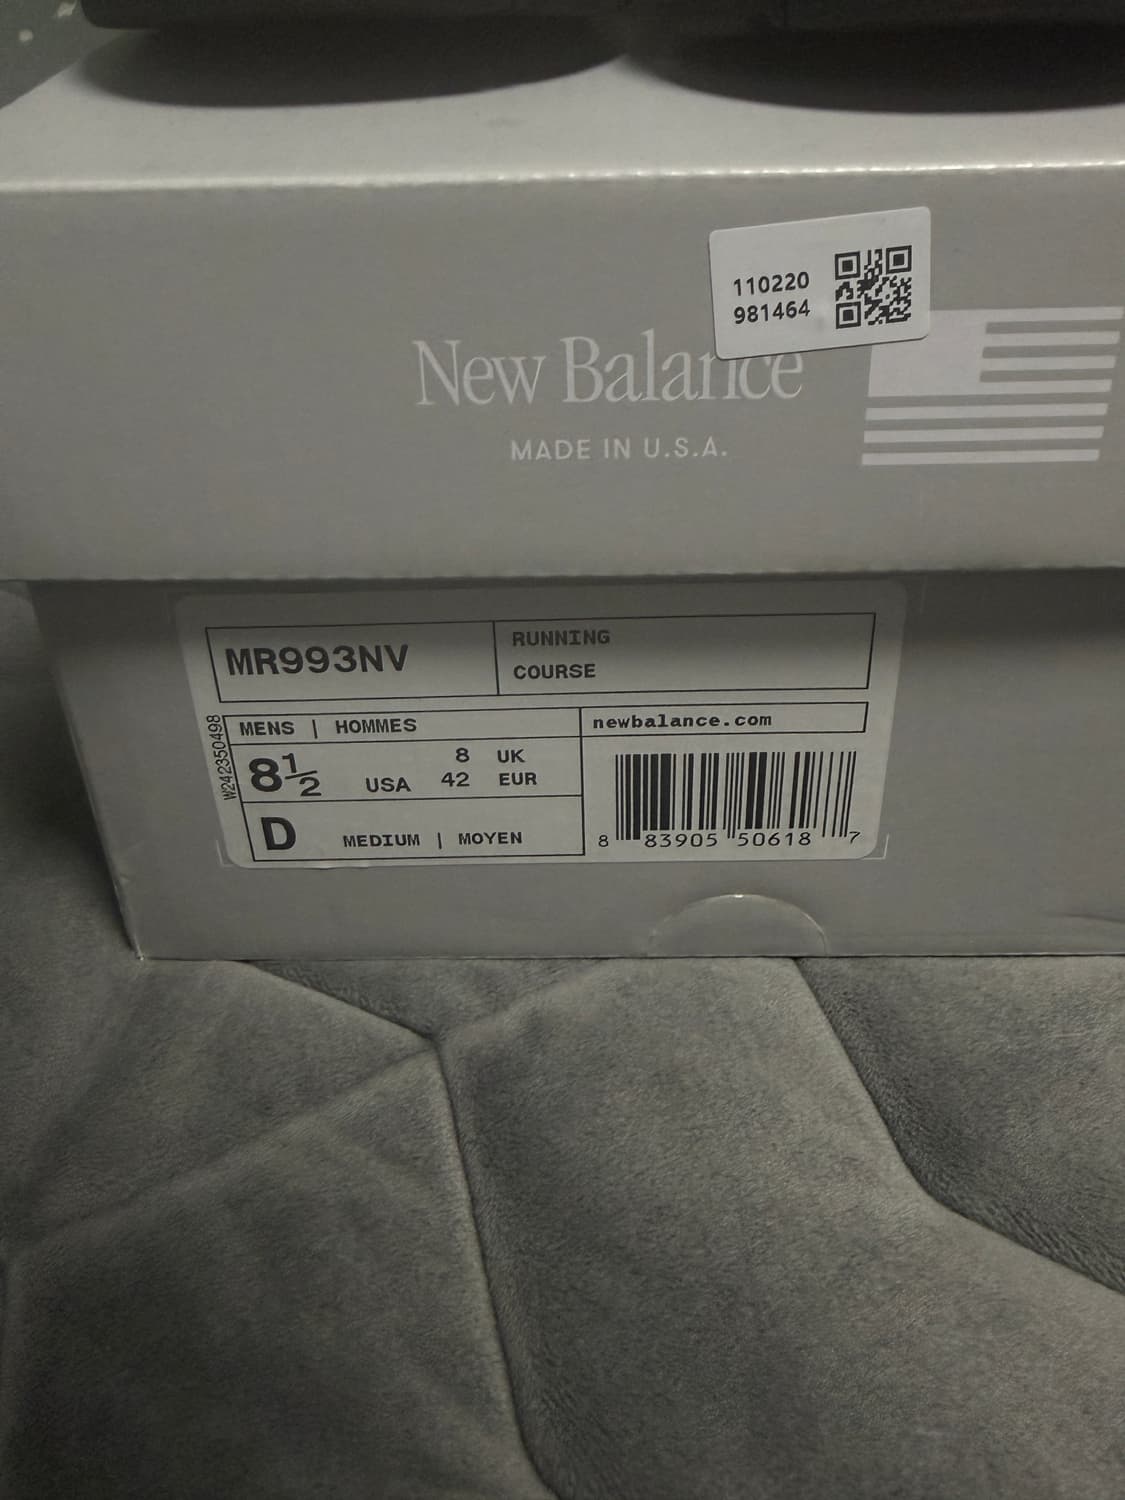 110220
981464
New Balance
MADE IN U.S.A.
MR993NV
RUNNING
COURSE
W242350498
MENS | HOMMES
newbalance.com
8½ USA
8 UK
42 EUR
D MEDIUM | MOYEN
8 83905 50618 7